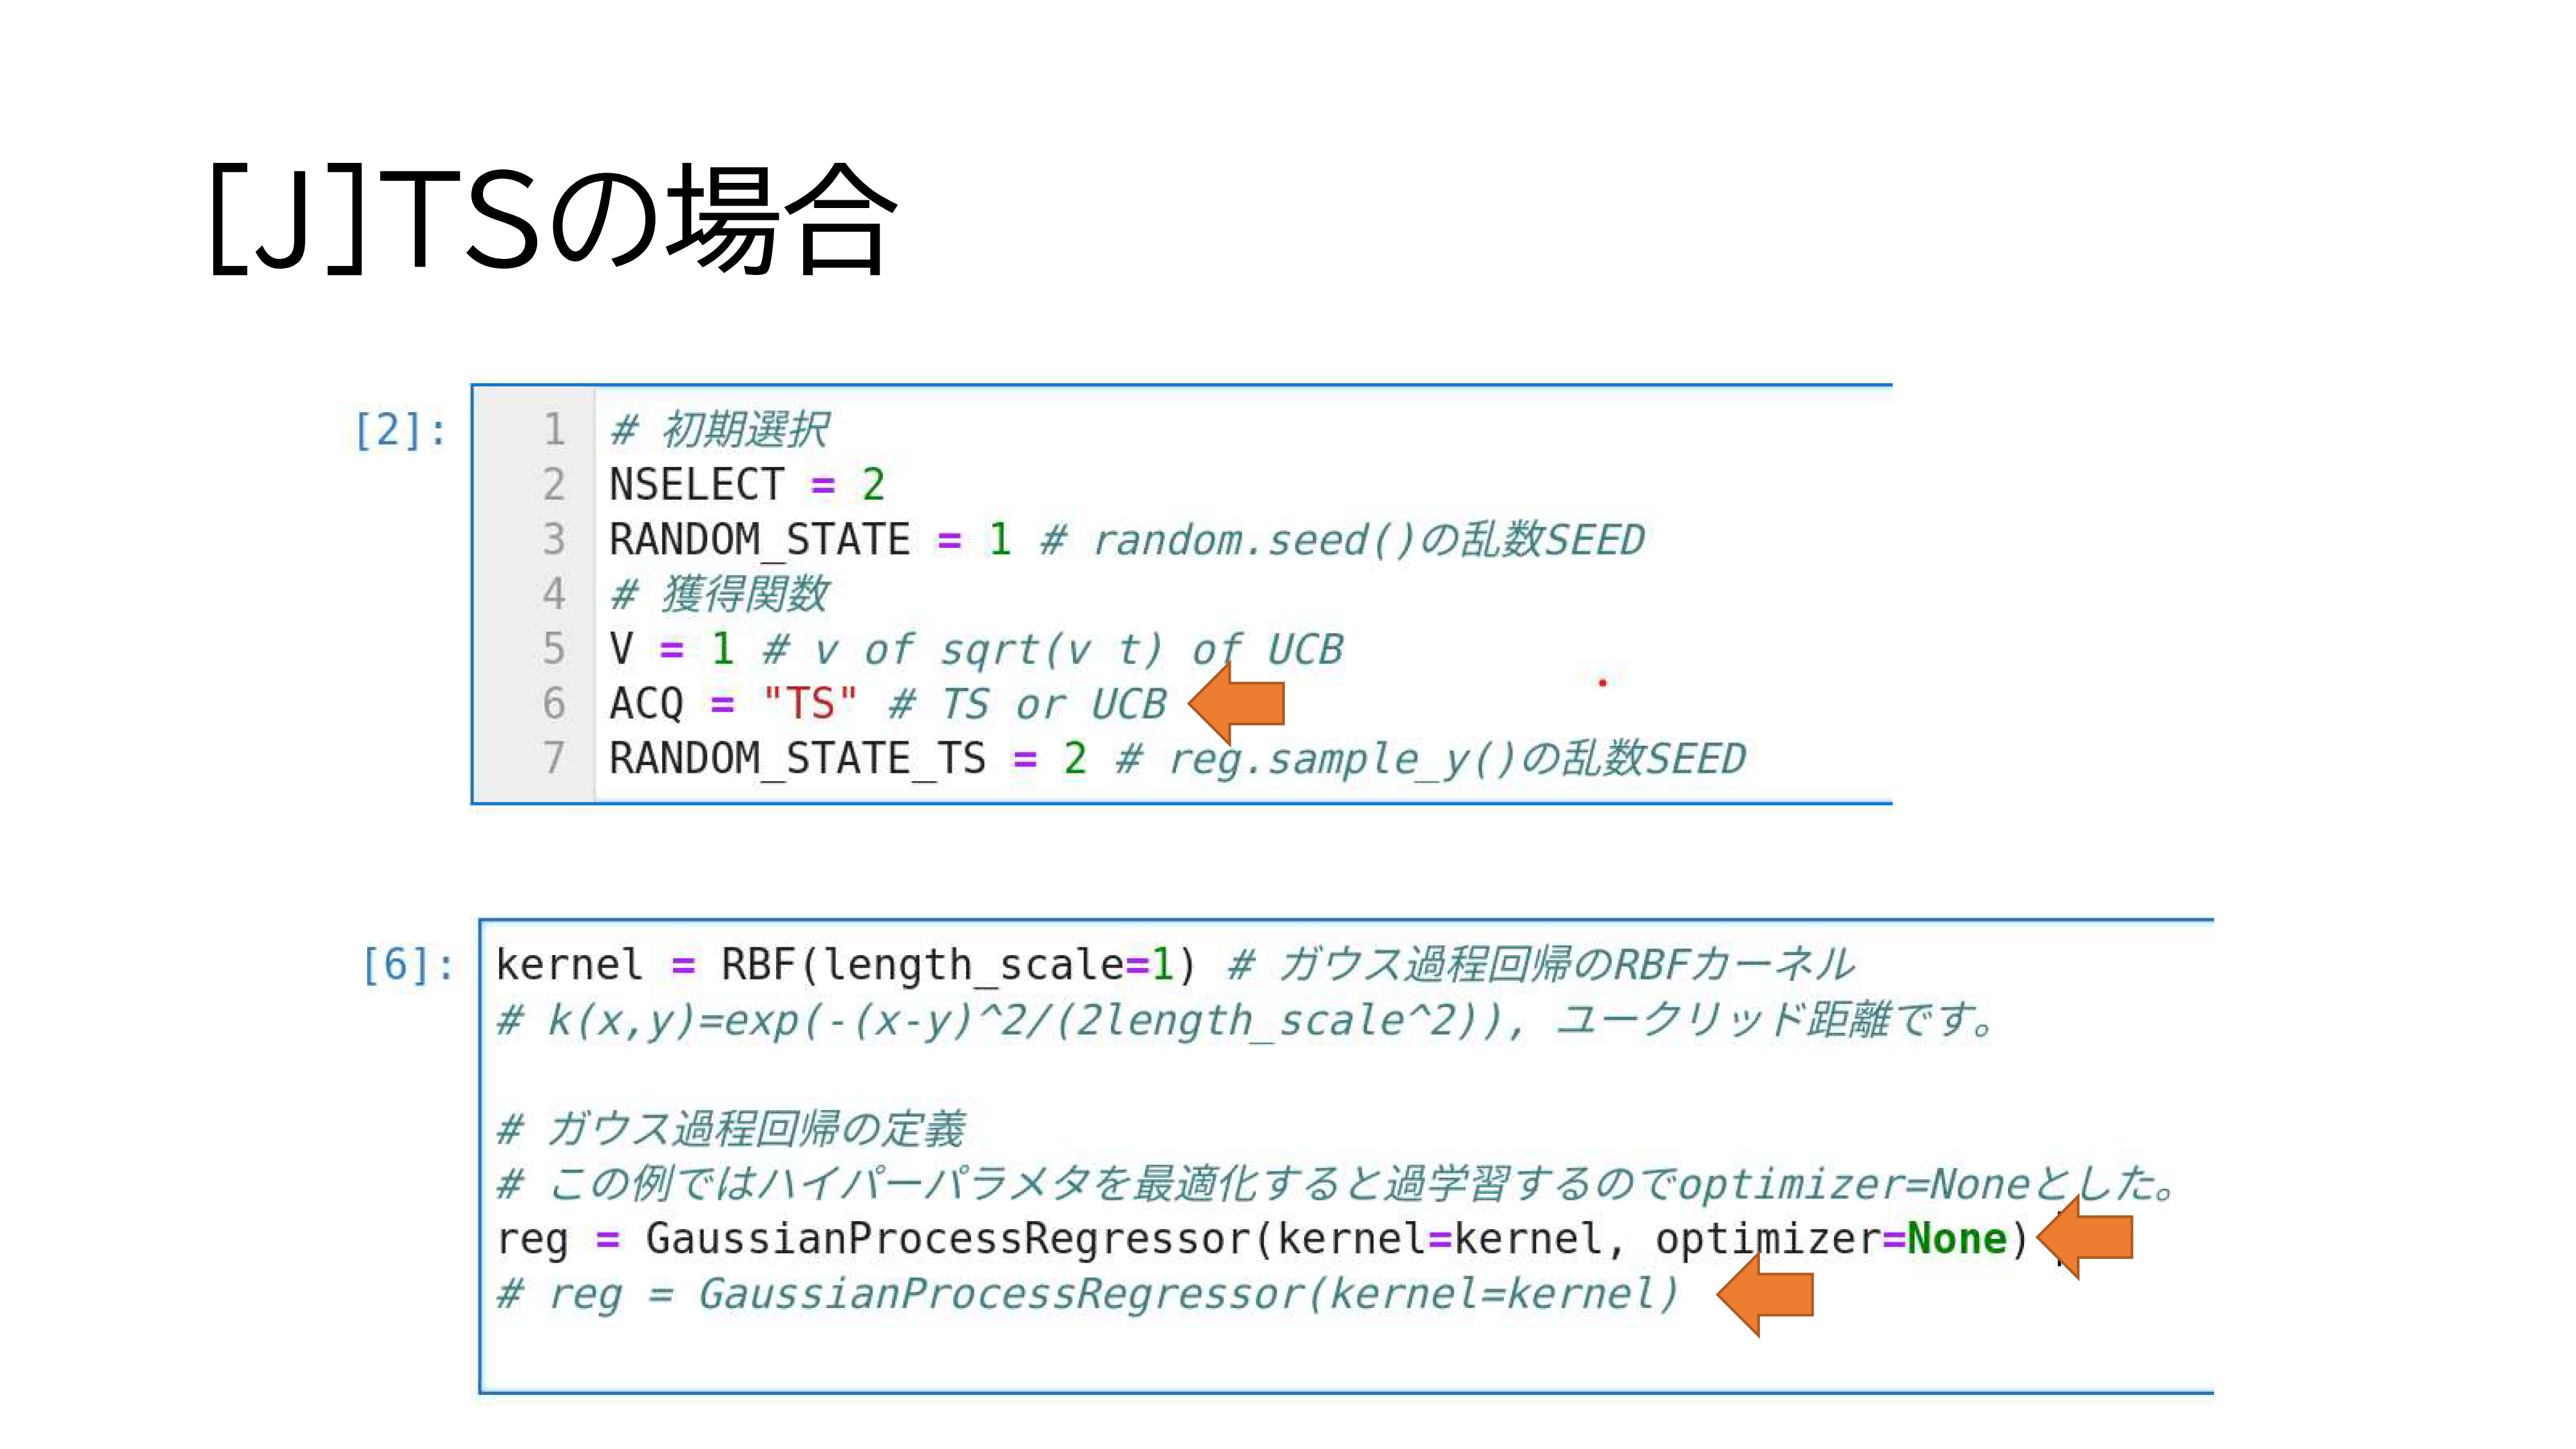 [J]TSの場合
[2]:
1 # 初期選択
2 NSELECT = 2
3 RANDOM_STATE = 1 # random.seed()の乱数SEED
4 # 獲得関数
5 V = 1 # v of sqrt(v t) of UCB
6 ACQ = "TS" # TS or UCB
7 RANDOM_STATE_TS = 2 # reg.sample_y()の乱数SEED
[6]:
kernel = RBF(length_scale=1) # ガウス過程回帰のRBFカーネル
# k(x,y)=exp(-(x-y)^2/(2length_scale^2)), ユークリッド距離です。
# ガウス過程回帰の定義
# この例ではハイパーパラメタを最適化すると過学習するのでoptimizer=Noneとした。
reg = GaussianProcessRegressor(kernel=kernel, optimizer=None)
# reg = GaussianProcessRegressor(kernel=kernel)